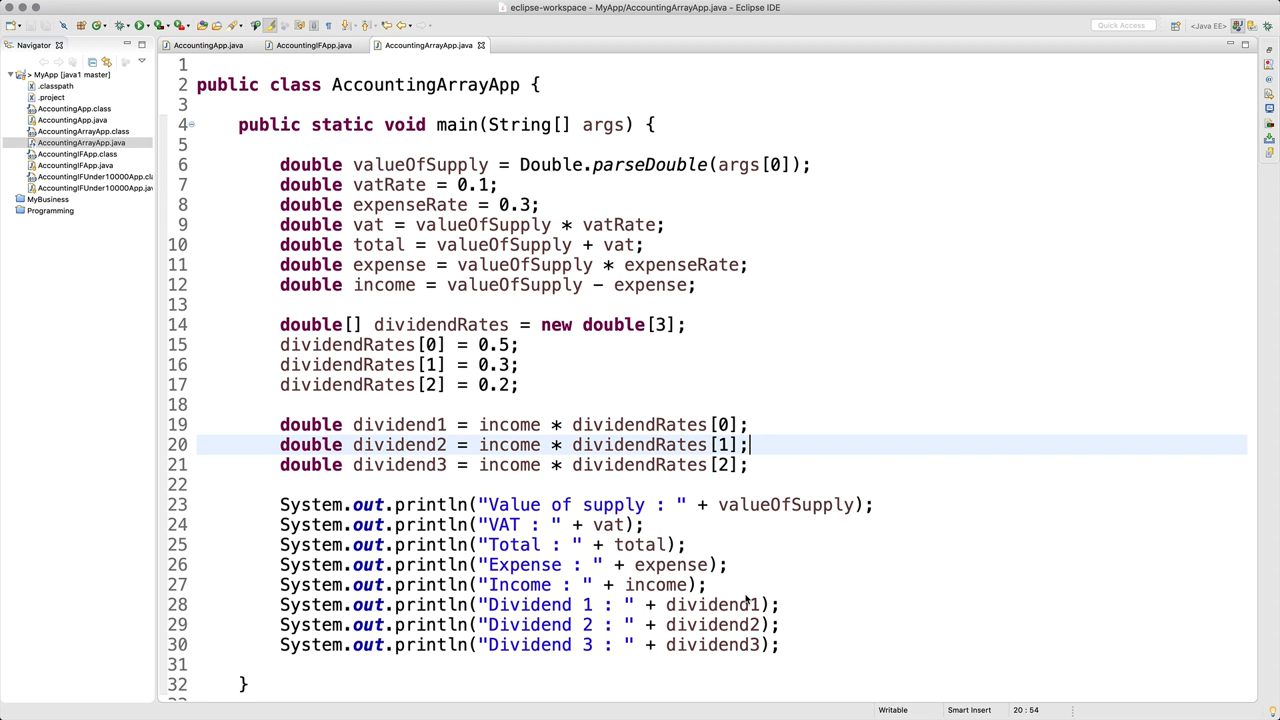 eclipse-workspace - MyApp/AccountingArrayApp.java - Eclipse IDE
Quick Access
<Java EE>
Navigator
AccountingApp.java
AccountingIFApp.java
AccountingArrayApp.java
> MyApp [java1 master]
.classpath
.project
AccountingApp.class
AccountingApp.java
AccountingArrayApp.class
AccountingArrayApp.java
AccountingIFApp.class
AccountingIFApp.java
AccountingIFUnder10000App.cl
AccountingIFUnder10000App.jav
MyBusiness
Programming
1
2 public class AccountingArrayApp {
3
4 public static void main(String[] args) {
5
6 double valueOfSupply = Double.parseDouble(args[0]);
7 double vatRate = 0.1;
8 double expenseRate = 0.3;
9 double vat = valueOfSupply * vatRate;
10 double total = valueOfSupply + vat;
11 double expense = valueOfSupply * expenseRate;
12 double income = valueOfSupply - expense;
13
14 double[] dividendRates = new double[3];
15 dividendRates[0] = 0.5;
16 dividendRates[1] = 0.3;
17 dividendRates[2] = 0.2;
18
19 double dividend1 = income * dividendRates[0];
20 double dividend2 = income * dividendRates[1];
21 double dividend3 = income * dividendRates[2];
22
23 System.out.println("Value of supply : " + valueOfSupply);
24 System.out.println("VAT : " + vat);
25 System.out.println("Total : " + total);
26 System.out.println("Expense : " + expense);
27 System.out.println("Income : " + income);
28 System.out.println("Dividend 1 : " + dividend1);
29 System.out.println("Dividend 2 : " + dividend2);
30 System.out.println("Dividend 3 : " + dividend3);
31
32 }
Writable
Smart Insert
20 : 54